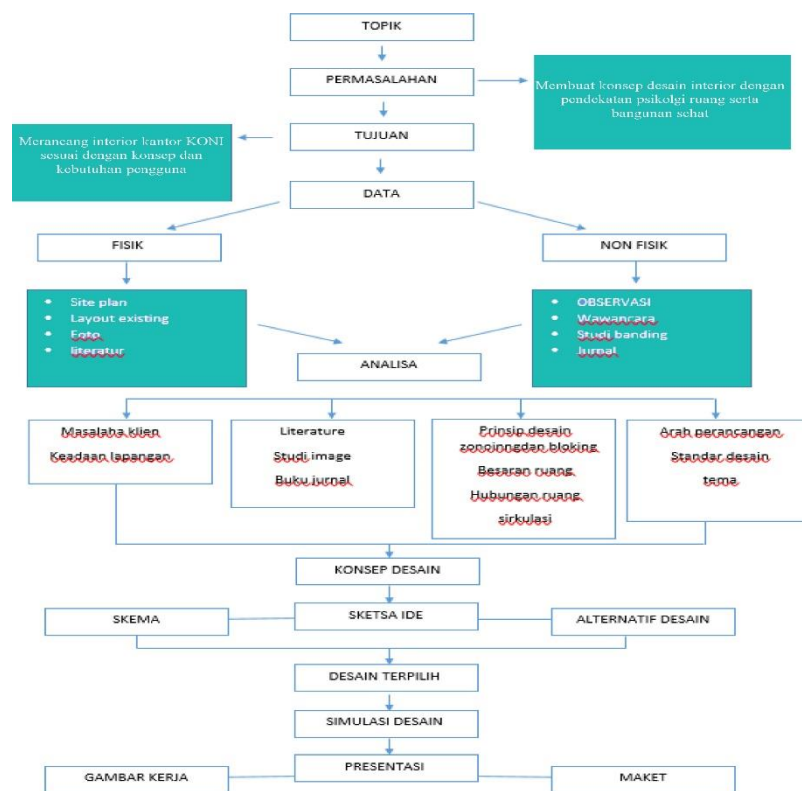 TOPIK
PERMASALAHAN
Membuat konsep desain interior dengan
pendekatan psikolgi ruang serta
bangunan sehat
TUJUAN
Merancang interior kantor KONI
sesuai dengan konsep dan
kebutuhan pengguna
DATA
FISIK
NON FISIK
• Site plan
• Layout existing
• Foto
• literatur
• OBSERVASI
• Wawancara
• Studi banding
• Jurnal
ANALISA
Masalaha klien
Keadaan lapangan
Literature
Studi image
Buku jurnal
Prinsip desain
zonoinngdan bloking
Besaran ruang
Hubungan ruang
sirkulasi
Arah perancangan
Standar desain
tema
KONSEP DESAIN
SKEMA
SKETSA IDE
ALTERNATIF DESAIN
DESAIN TERPILIH
SIMULASI DESAIN
PRESENTASI
GAMBAR KERJA
MAKET